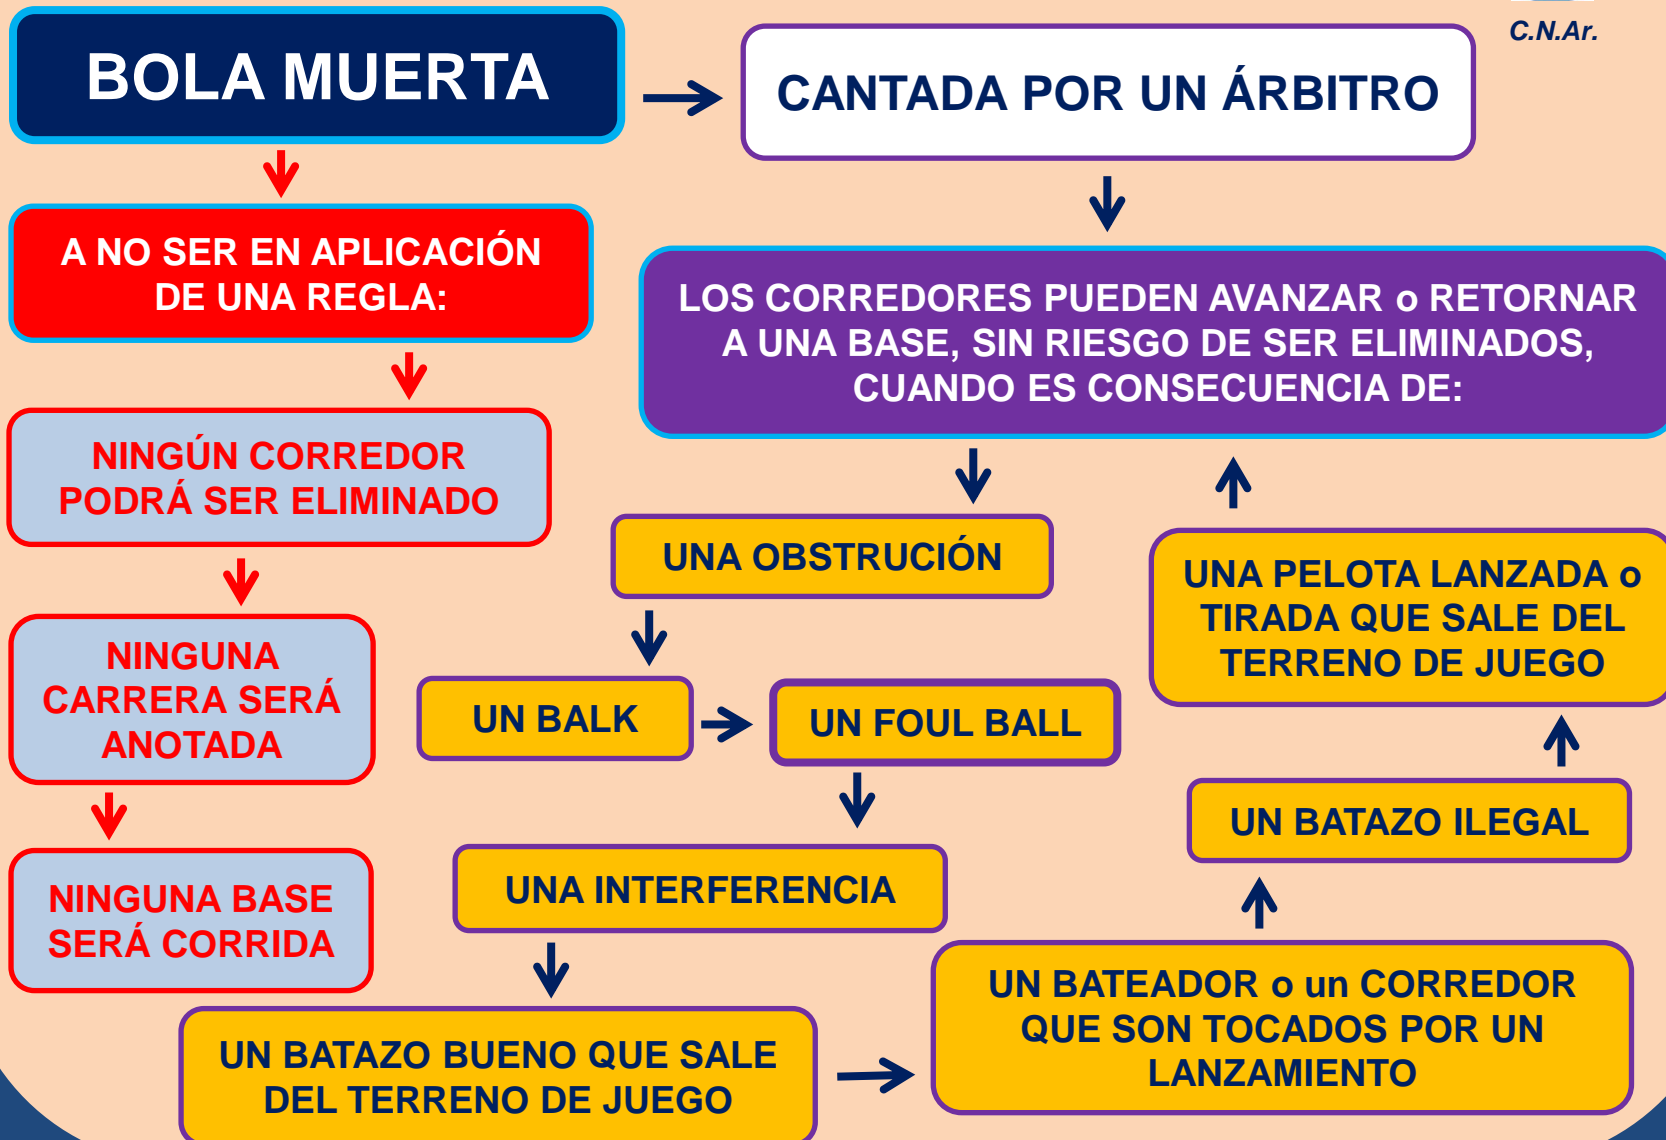 C.N.Ar.
BOLA MUERTA
CANTADA POR UN ÁRBITRO
A NO SER EN APLICACIÓN
DE UNA REGLA:
NINGÚN CORREDOR
PODRÁ SER ELIMINADO
NINGUNA
CARRERA SERÁ
ANOTADA
NINGUNA BASE
SERÁ CORRIDA
LOS CORREDORES PUEDEN AVANZAR o RETORNAR
A UNA BASE, SIN RIESGO DE SER ELIMINADOS,
CUANDO ES CONSECUENCIA DE:
UNA OBSTRUCIÓN
UN BALK
UN FOUL BALL
UNA INTERFERENCIA
UN BATAZO BUENO QUE SALE
DEL TERRENO DE JUEGO
UN BATEADOR o un CORREDOR
QUE SON TOCADOS POR UN
LANZAMIENTO
UN BATAZO ILEGAL
UNA PELOTA LANZADA o
TIRADA QUE SALE DEL
TERRENO DE JUEGO